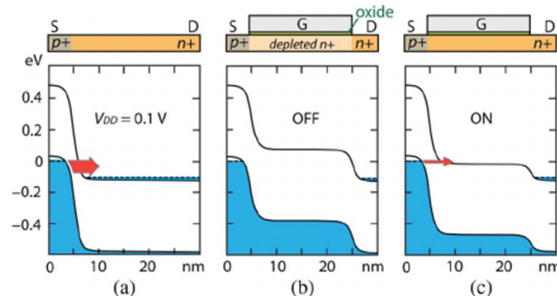 S D
p+ n+
eV
0.4
0.2
0
−0.2
−0.4
V_DD = 0.1 V
0 10 20 nm
(a)
S G oxide D
p+ depleted n+ n+
OFF
0 10 20 nm
(b)
S G D
p+ n+
ON
0 10 20 nm
(c)